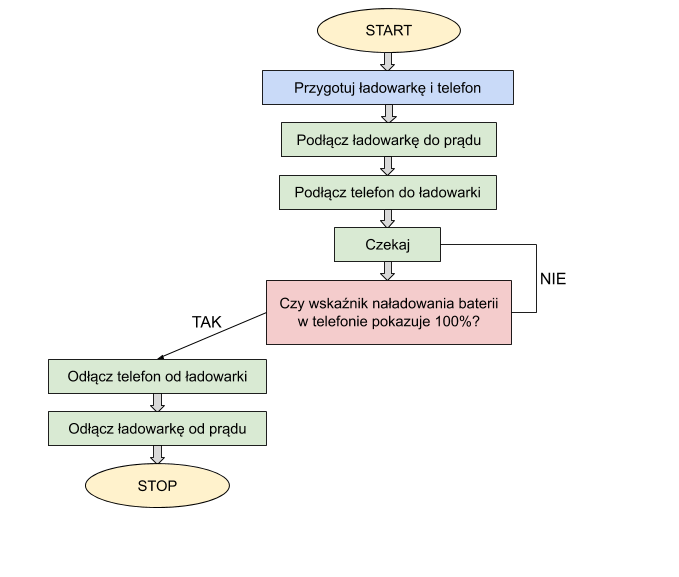 START
Przygotuj ładowarkę i telefon
Podłącz ładowarkę do prądu
Podłącz telefon do ładowarki
Czekaj
NIE
Czy wskaźnik naładowania baterii
w telefonie pokazuje 100%?
TAK
Odłącz telefon od ładowarki
Odłącz ładowarkę od prądu
STOP